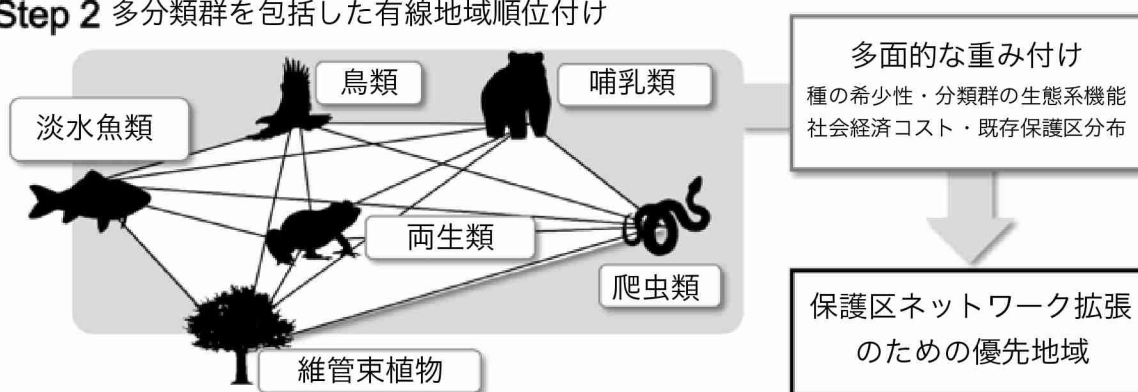 Step 2 多分類群を包括した有線地域順位付け
鳥類
哺乳類
淡水魚類
両生類
爬虫類
維管束植物
多面的な重み付け
種の希少性・分類群の生態系機能
社会経済コスト・既存保護区分布
保護区ネットワーク拡張
のための優先地域